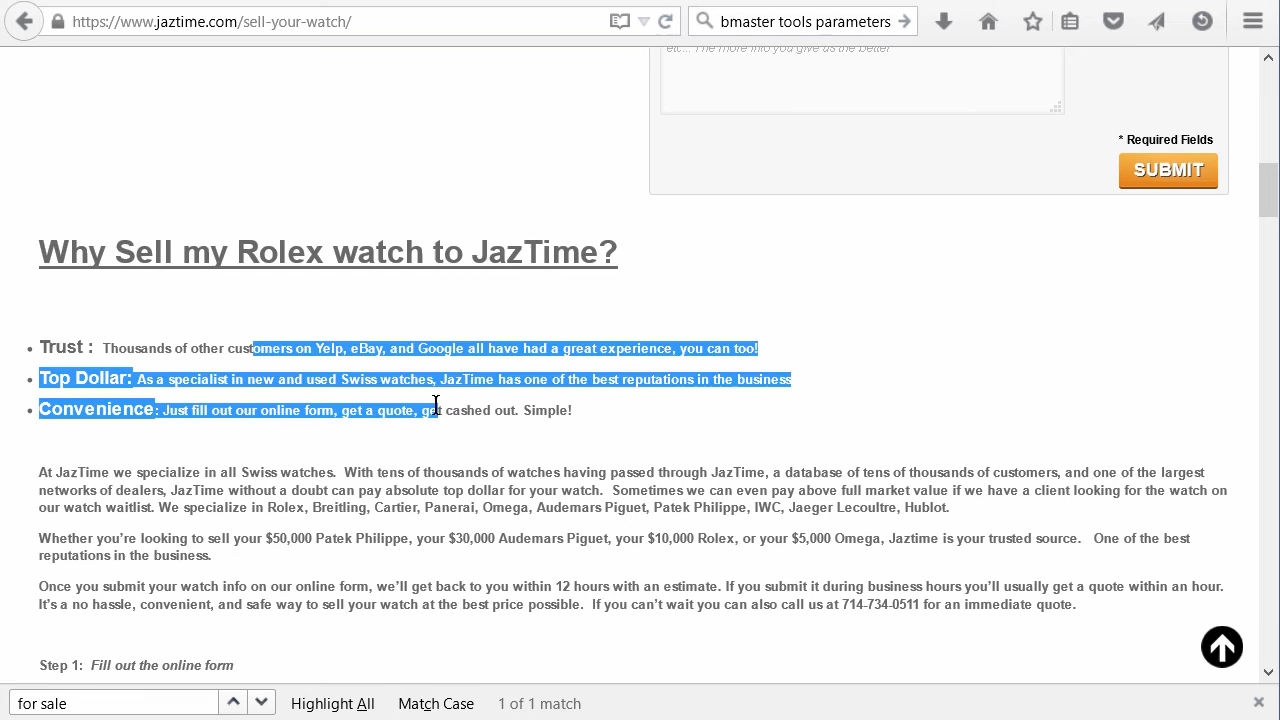 https://www.jaztime.com/sell-your-watch/
bmaster tools parameters
etc... The more info you give us the better
* Required Fields
SUBMIT
Why Sell my Rolex watch to JazTime?
• Trust : Thousands of other customers on Yelp, eBay, and Google all have had a great experience, you can too!
• Top Dollar: As a specialist in new and used Swiss watches, JazTime has one of the best reputations in the business
• Convenience: Just fill out our online form, get a quote, get cashed out. Simple!
At JazTime we specialize in all Swiss watches. With tens of thousands of watches having passed through JazTime, a database of tens of thousands of customers, and one of the largest
networks of dealers, JazTime without a doubt can pay absolute top dollar for your watch. Sometimes we can even pay above full market value if we have a client looking for the watch on
our watch waitlist. We specialize in Rolex, Breitling, Cartier, Panerai, Omega, Audemars Piguet, Patek Philippe, IWC, Jaeger Lecoultre, Hublot.
Whether you're looking to sell your $50,000 Patek Philippe, your $30,000 Audemars Piguet, your $10,000 Rolex, or your $5,000 Omega, Jaztime is your trusted source. One of the best
reputations in the business.
Once you submit your watch info on our online form, we'll get back to you within 12 hours with an estimate. If you submit it during business hours you'll usually get a quote within an hour.
It's a no hassle, convenient, and safe way to sell your watch at the best price possible. If you can't wait you can also call us at 714-734-0511 for an immediate quote.
Step 1: Fill out the online form
for sale
Highlight All
Match Case
1 of 1 match